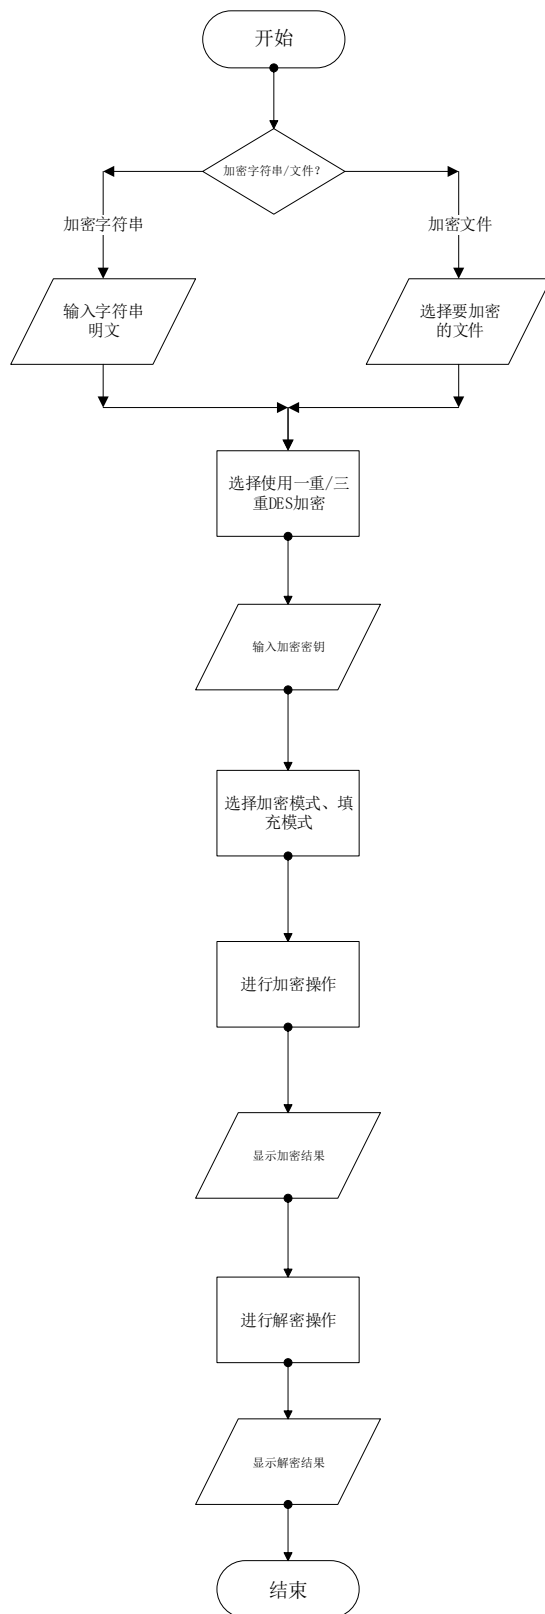 开始
加密字符串/文件?
加密字符串
加密文件
输入字符串
明文
选择要加密
的文件
选择使用一重/三
重DES加密
输入加密密钥
选择加密模式、填
充模式
进行加密操作
显示加密结果
进行解密操作
显示解密结果
结束